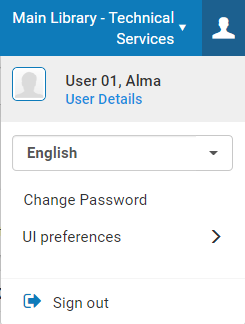 Main Library - Technical
Services
User 01, Alma
User Details
English
Change Password
UI preferences
Sign out